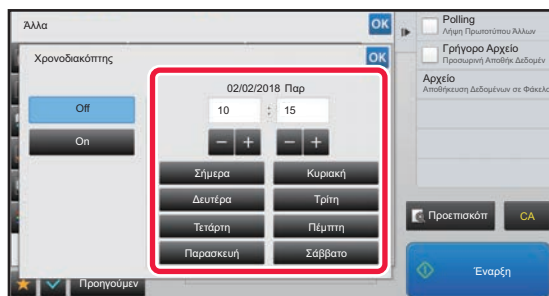 Άλλα
OK
Χρονοδιακόπτης
OK
02/02/2018 Παρ
10 : 15
Off
On
Σήμερα
Κυριακή
Δευτέρα
Τρίτη
Τετάρτη
Πέμπτη
Παρασκευή
Σάββατο
Προηγούμεν
Polling
Λήψη Πρωτοτύπου Άλλων
Γρήγορο Αρχείο
Προσωρινή Αποθήκ Δεδομέν
Αρχείο
Αποθήκευση Δεδομένων σε Φάκελο
Προεπισκόπ
CA
Έναρξη